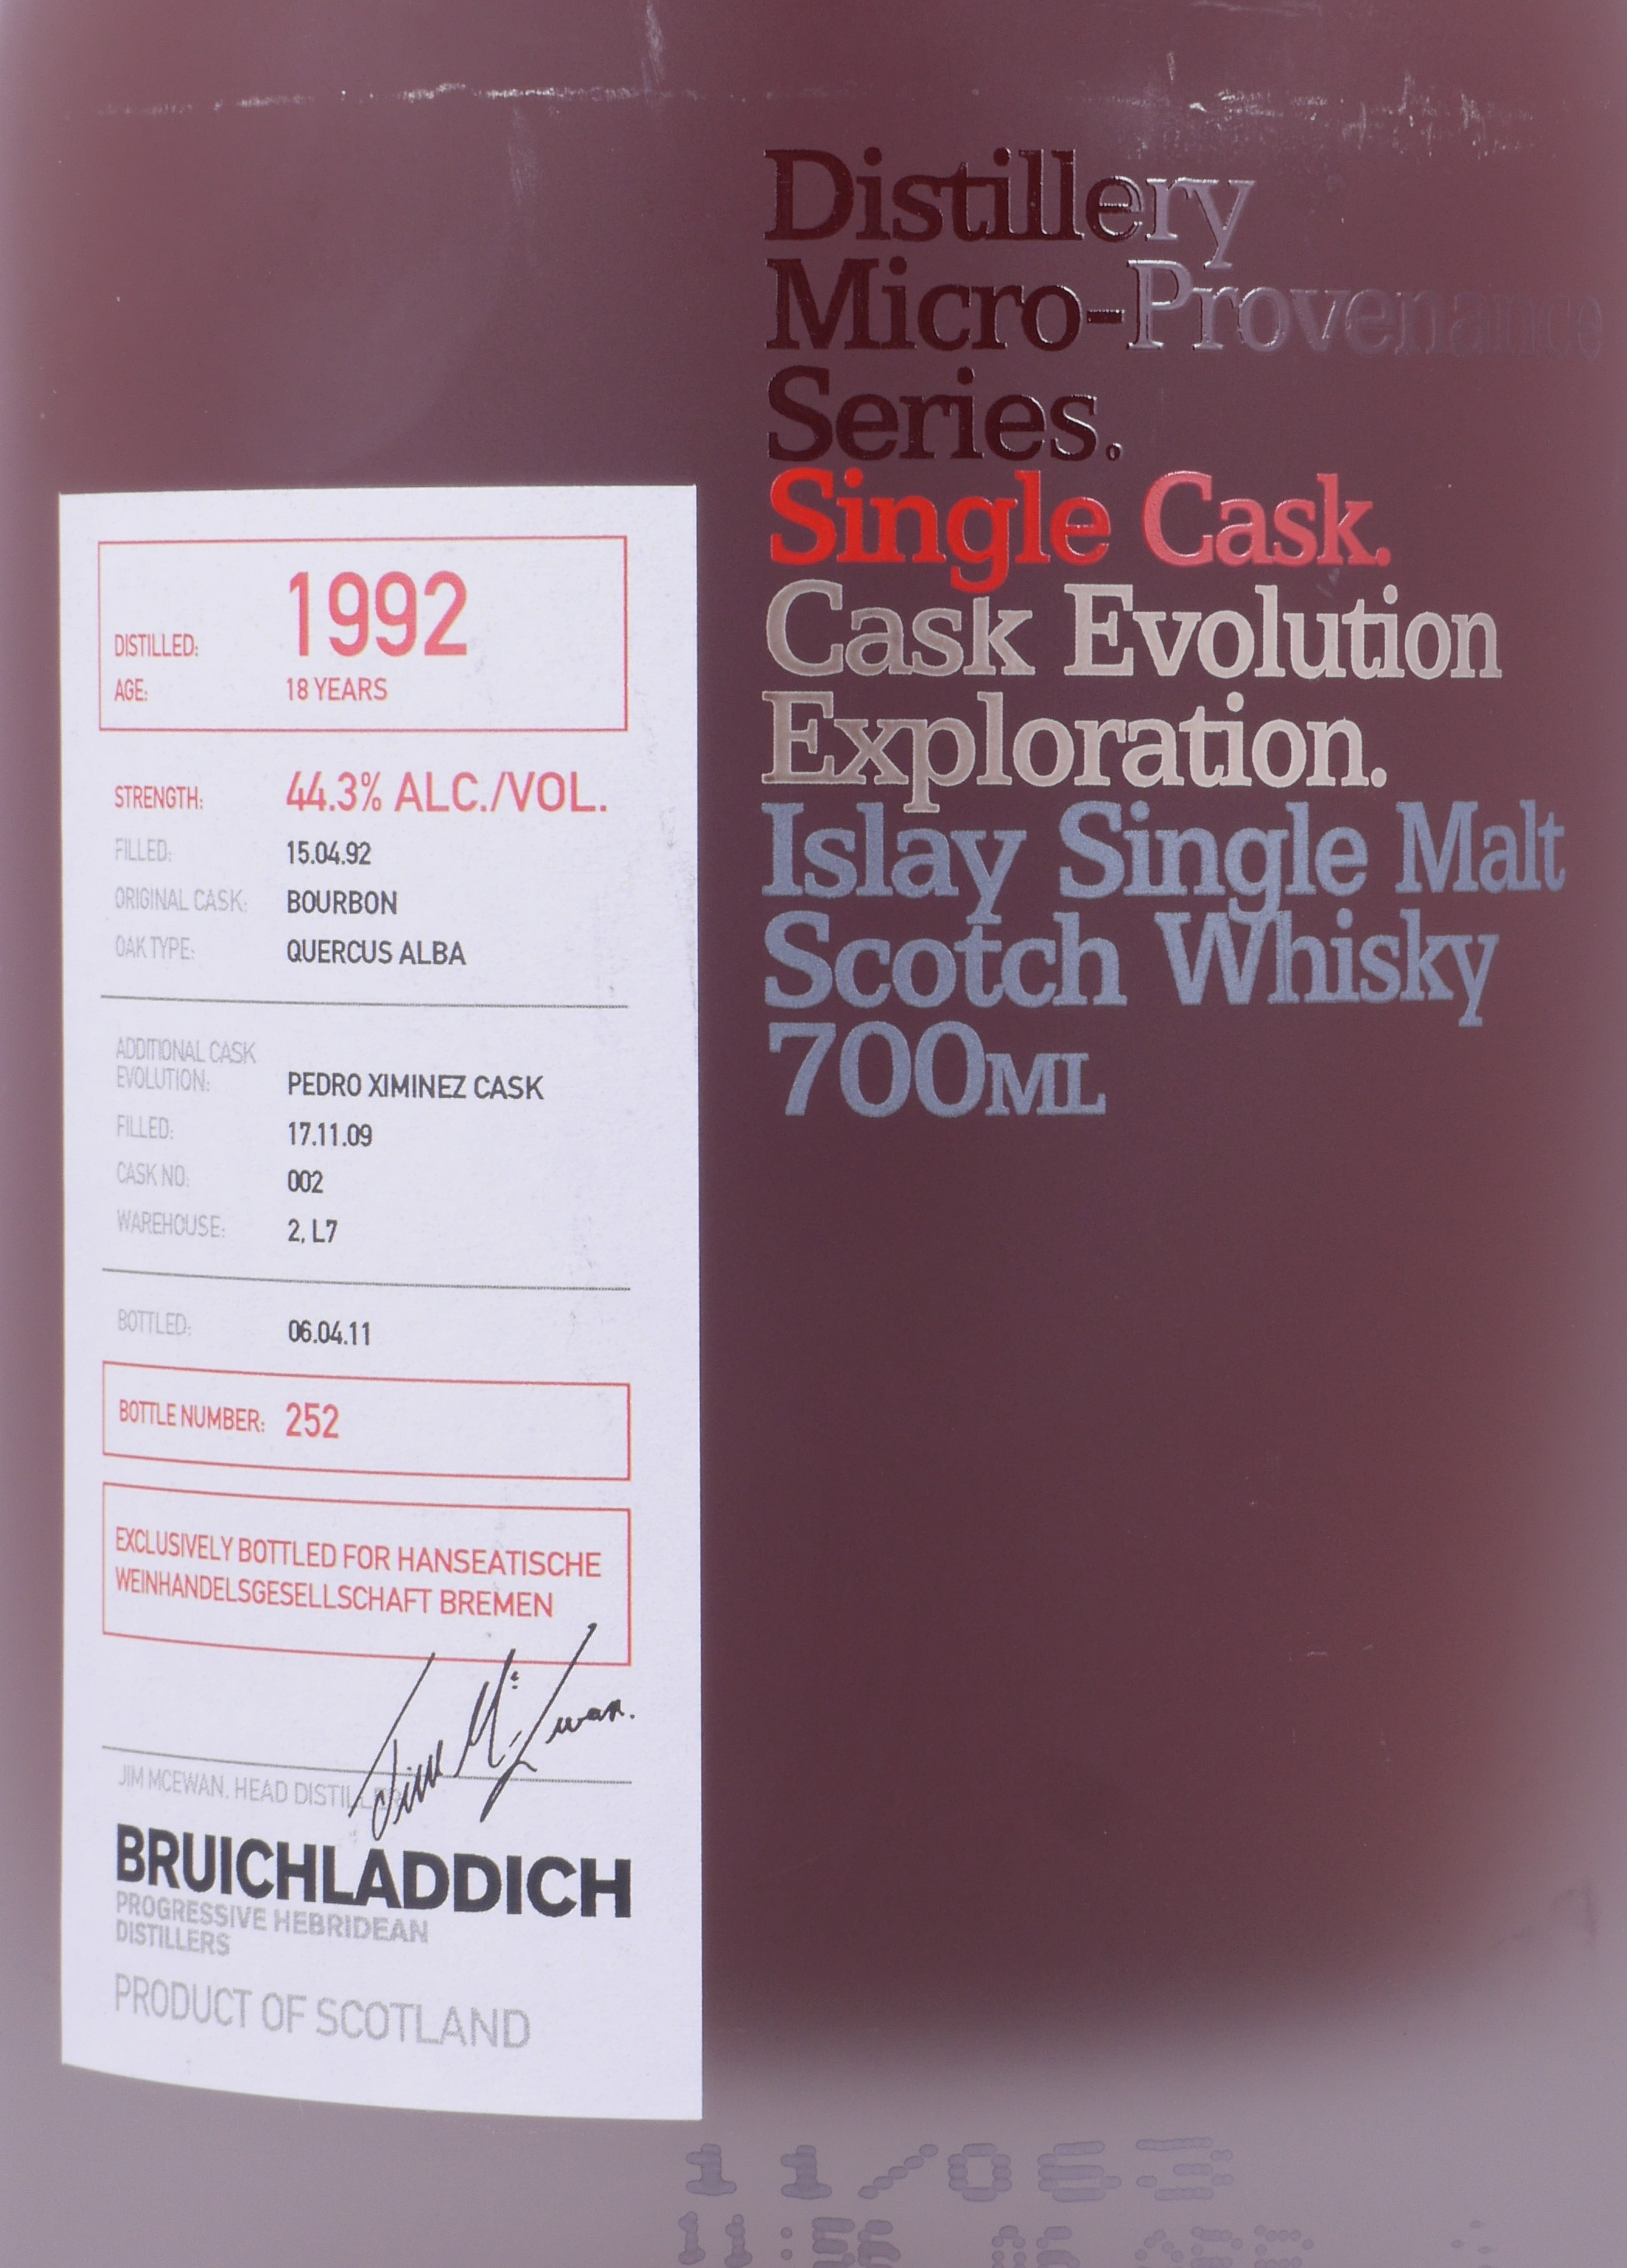 Distillery
Micro-Provenance
Series.
Single Cask.
Cask Evolution
Exploration.
Islay Single Malt
Scotch Whisky
700ML
DISTILLED: 1992
AGE: 18 YEARS
STRENGTH: 44.3% ALC./VOL.
FILLED: 15.04.92
ORIGINAL CASK: BOURBON
OAK TYPE: QUERCUS ALBA
ADDITIONAL CASK
EVOLUTION: PEDRO XIMINEZ CASK
FILLED: 17.11.09
CASK NO: 002
WAREHOUSE: 2, L7
BOTTLED: 06.04.11
BOTTLE NUMBER: 252
EXCLUSIVELY BOTTLED FOR HANSEATISCHE
WEINHANDELSGESELLSCHAFT BREMEN
Jim McEwan.
JIM MCEWAN, HEAD DISTILLER
BRUICHLADDICH
PROGRESSIVE HEBRIDEAN
DISTILLERS
PRODUCT OF SCOTLAND
11/063